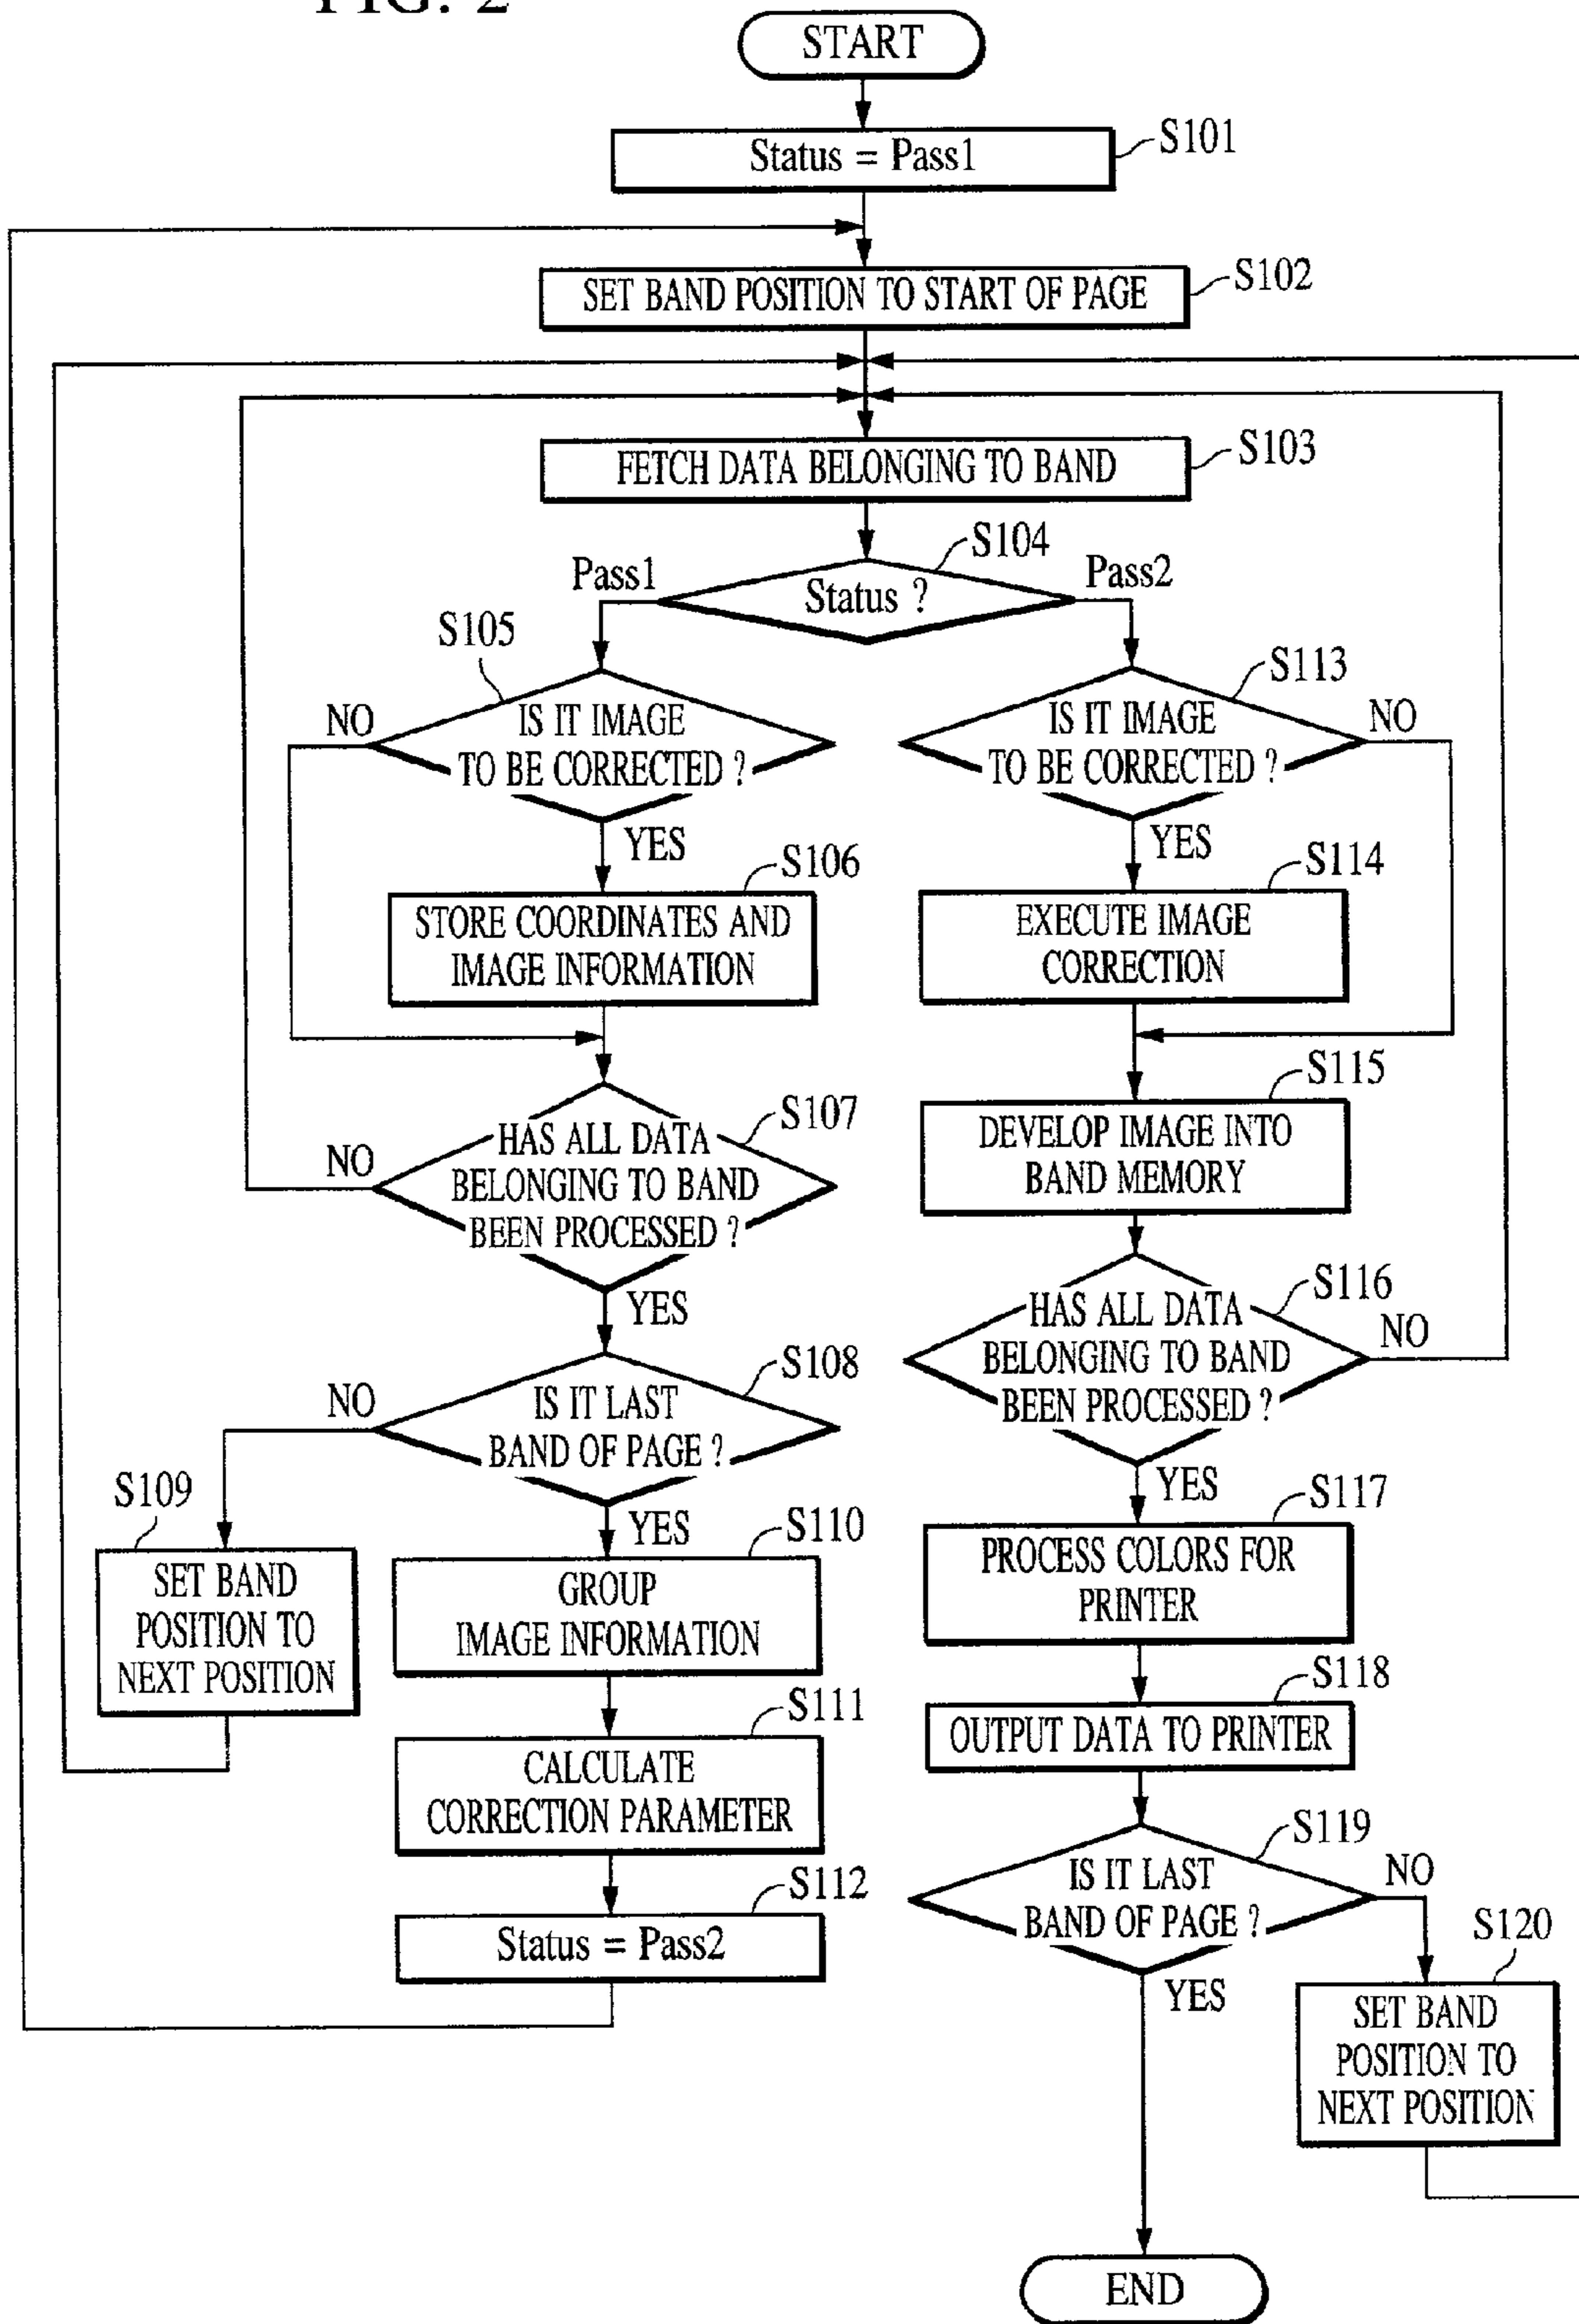 FIG. 2
START
Status = Pass1
S101
SET BAND POSITION TO START OF PAGE
S102
FETCH DATA BELONGING TO BAND
S103
Status ?
S104
Pass1
Pass2
S105
IS IT IMAGE
TO BE CORRECTED ?
NO
YES
S106
STORE COORDINATES AND
IMAGE INFORMATION
S107
HAS ALL DATA
BELONGING TO BAND
BEEN PROCESSED ?
NO
YES
S108
IS IT LAST
BAND OF PAGE ?
NO
YES
S109
SET BAND
POSITION TO
NEXT POSITION
S110
GROUP
IMAGE INFORMATION
S111
CALCULATE
CORRECTION PARAMETER
S112
Status = Pass2
S113
IS IT IMAGE
TO BE CORRECTED ?
NO
YES
S114
EXECUTE IMAGE
CORRECTION
S115
DEVELOP IMAGE INTO
BAND MEMORY
S116
HAS ALL DATA
BELONGING TO BAND
BEEN PROCESSED ?
NO
YES
S117
PROCESS COLORS FOR
PRINTER
S118
OUTPUT DATA TO PRINTER
S119
IS IT LAST
BAND OF PAGE ?
NO
YES
S120
SET BAND
POSITION TO
NEXT POSITION
END